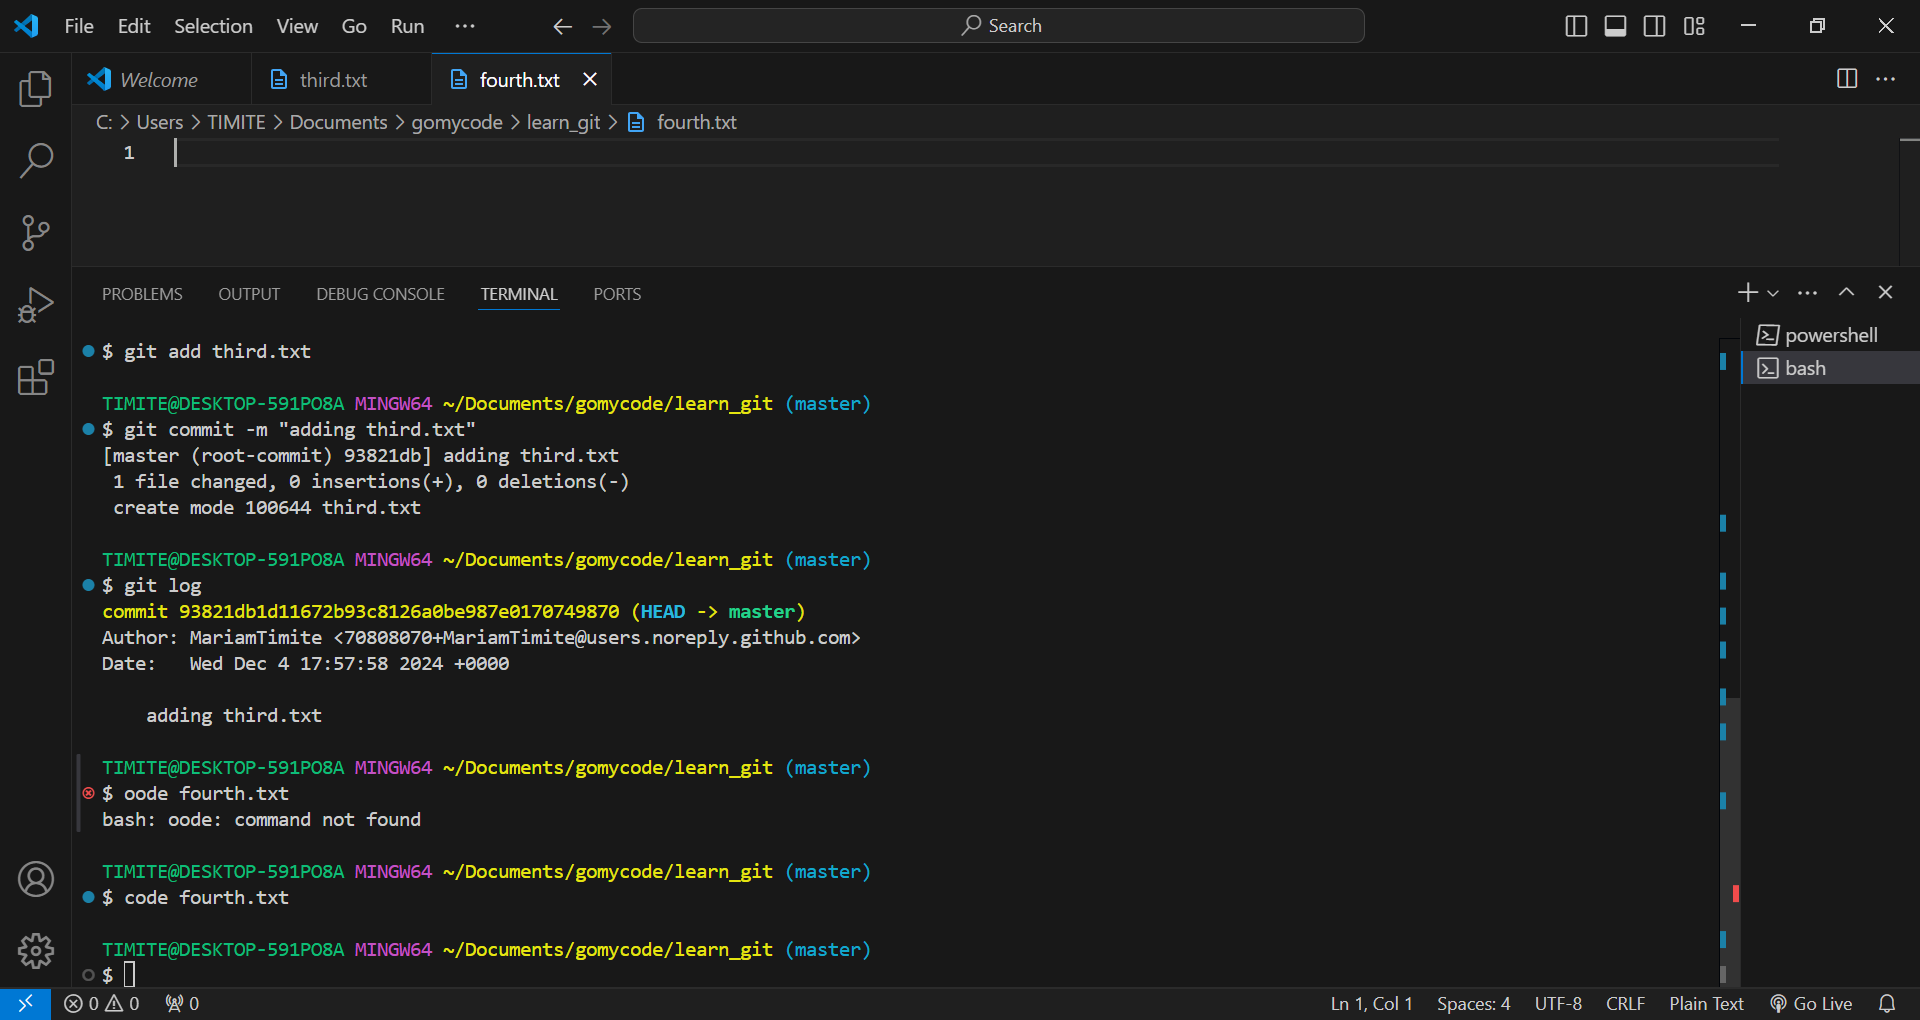 File Edit Selection View Go Run ··· Search
Welcome third.txt fourth.txt
C: > Users > TIMITE > Documents > gomycode > learn_git > fourth.txt
1
PROBLEMS OUTPUT DEBUG CONSOLE TERMINAL PORTS
powershell
bash
$ git add third.txt
TIMITE@DESKTOP-591PO8A MINGW64 ~/Documents/gomycode/learn_git (master)
$ git commit -m "adding third.txt"
[master (root-commit) 93821db] adding third.txt
1 file changed, 0 insertions(+), 0 deletions(-)
create mode 100644 third.txt
TIMITE@DESKTOP-591PO8A MINGW64 ~/Documents/gomycode/learn_git (master)
$ git log
commit 93821db1d11672b93c8126a0be987e0170749870 (HEAD -> master)
Author: MariamTimite <70808070+MariamTimite@users.noreply.github.com>
Date:   Wed Dec 4 17:57:58 2024 +0000
adding third.txt
TIMITE@DESKTOP-591PO8A MINGW64 ~/Documents/gomycode/learn_git (master)
$ oode fourth.txt
bash: oode: command not found
TIMITE@DESKTOP-591PO8A MINGW64 ~/Documents/gomycode/learn_git (master)
$ code fourth.txt
TIMITE@DESKTOP-591PO8A MINGW64 ~/Documents/gomycode/learn_git (master)
$
0 0 0 Ln 1, Col 1 Spaces: 4 UTF-8 CRLF Plain Text Go Live